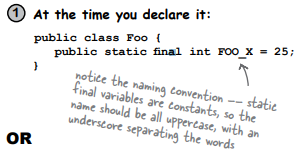 1 At the time you declare it:
public class Foo {
public static final int FOO_X = 25;
}
notice the naming convention -- static
final variables are constants, so the
name should be all uppercase, with an
underscore separating the words
OR